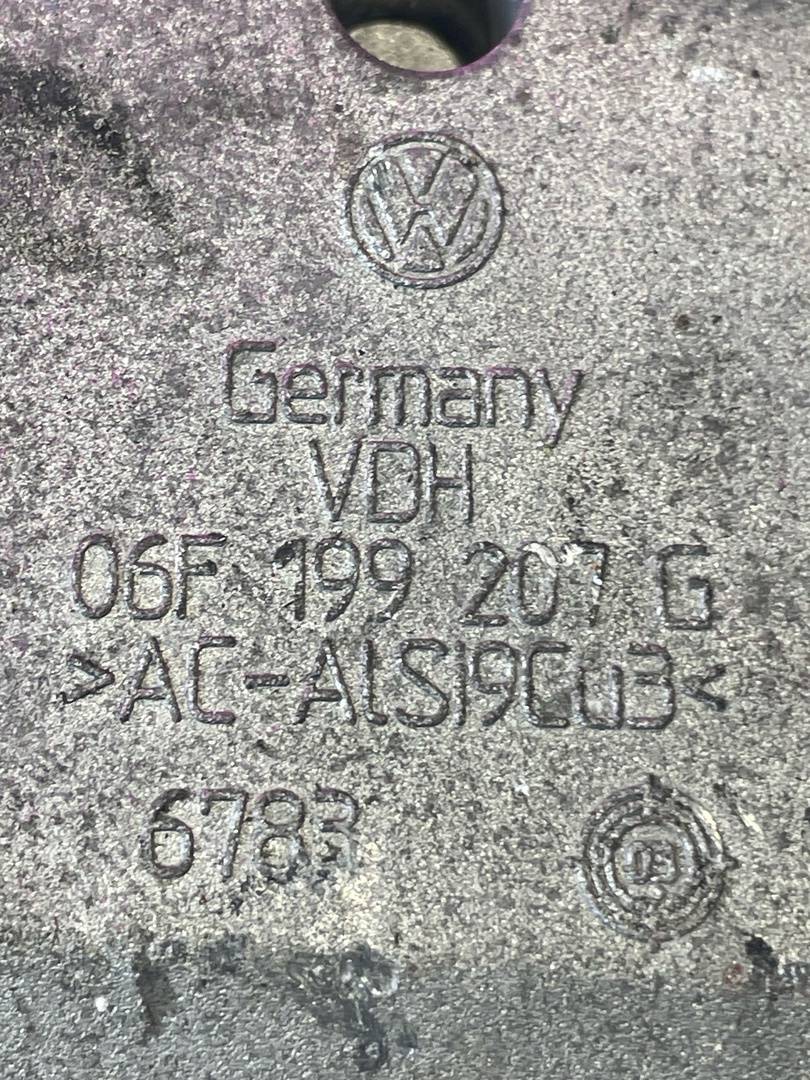 Germany
VDH
06F 199 207 G
>AC-ALSI9Cu3<
6783